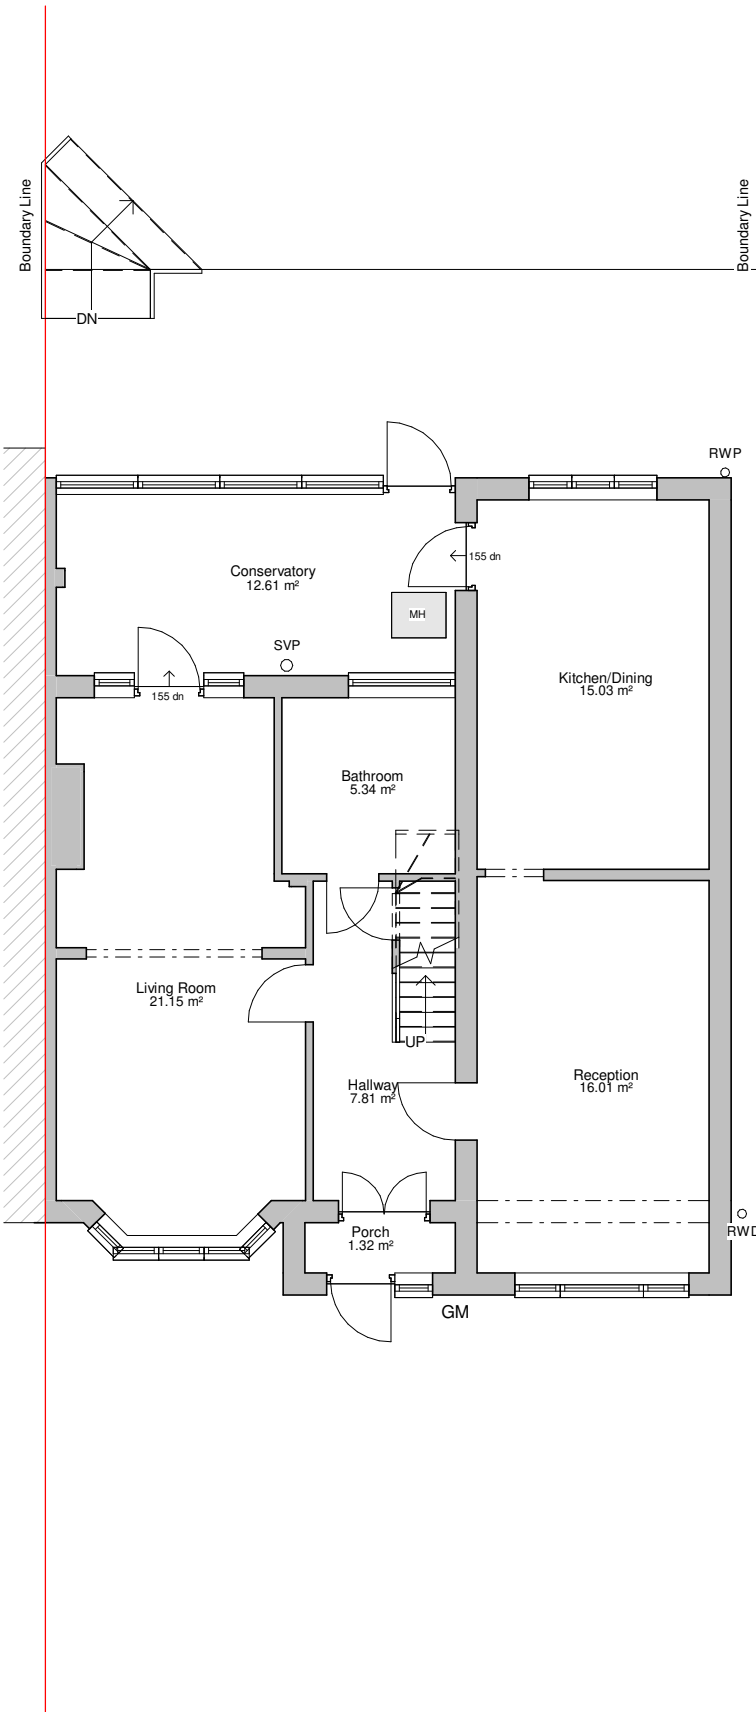 Boundary Line
Boundary Line
DN
RWP
155 dn
Conservatory
12.61 m²
MH
SVP
155 dn
Kitchen/Dining
15.03 m²
Bathroom
5.34 m²
Living Room
21.15 m²
UP
Hallway
7.81 m²
Reception
16.01 m²
Porch
1.32 m²
RWD
GM